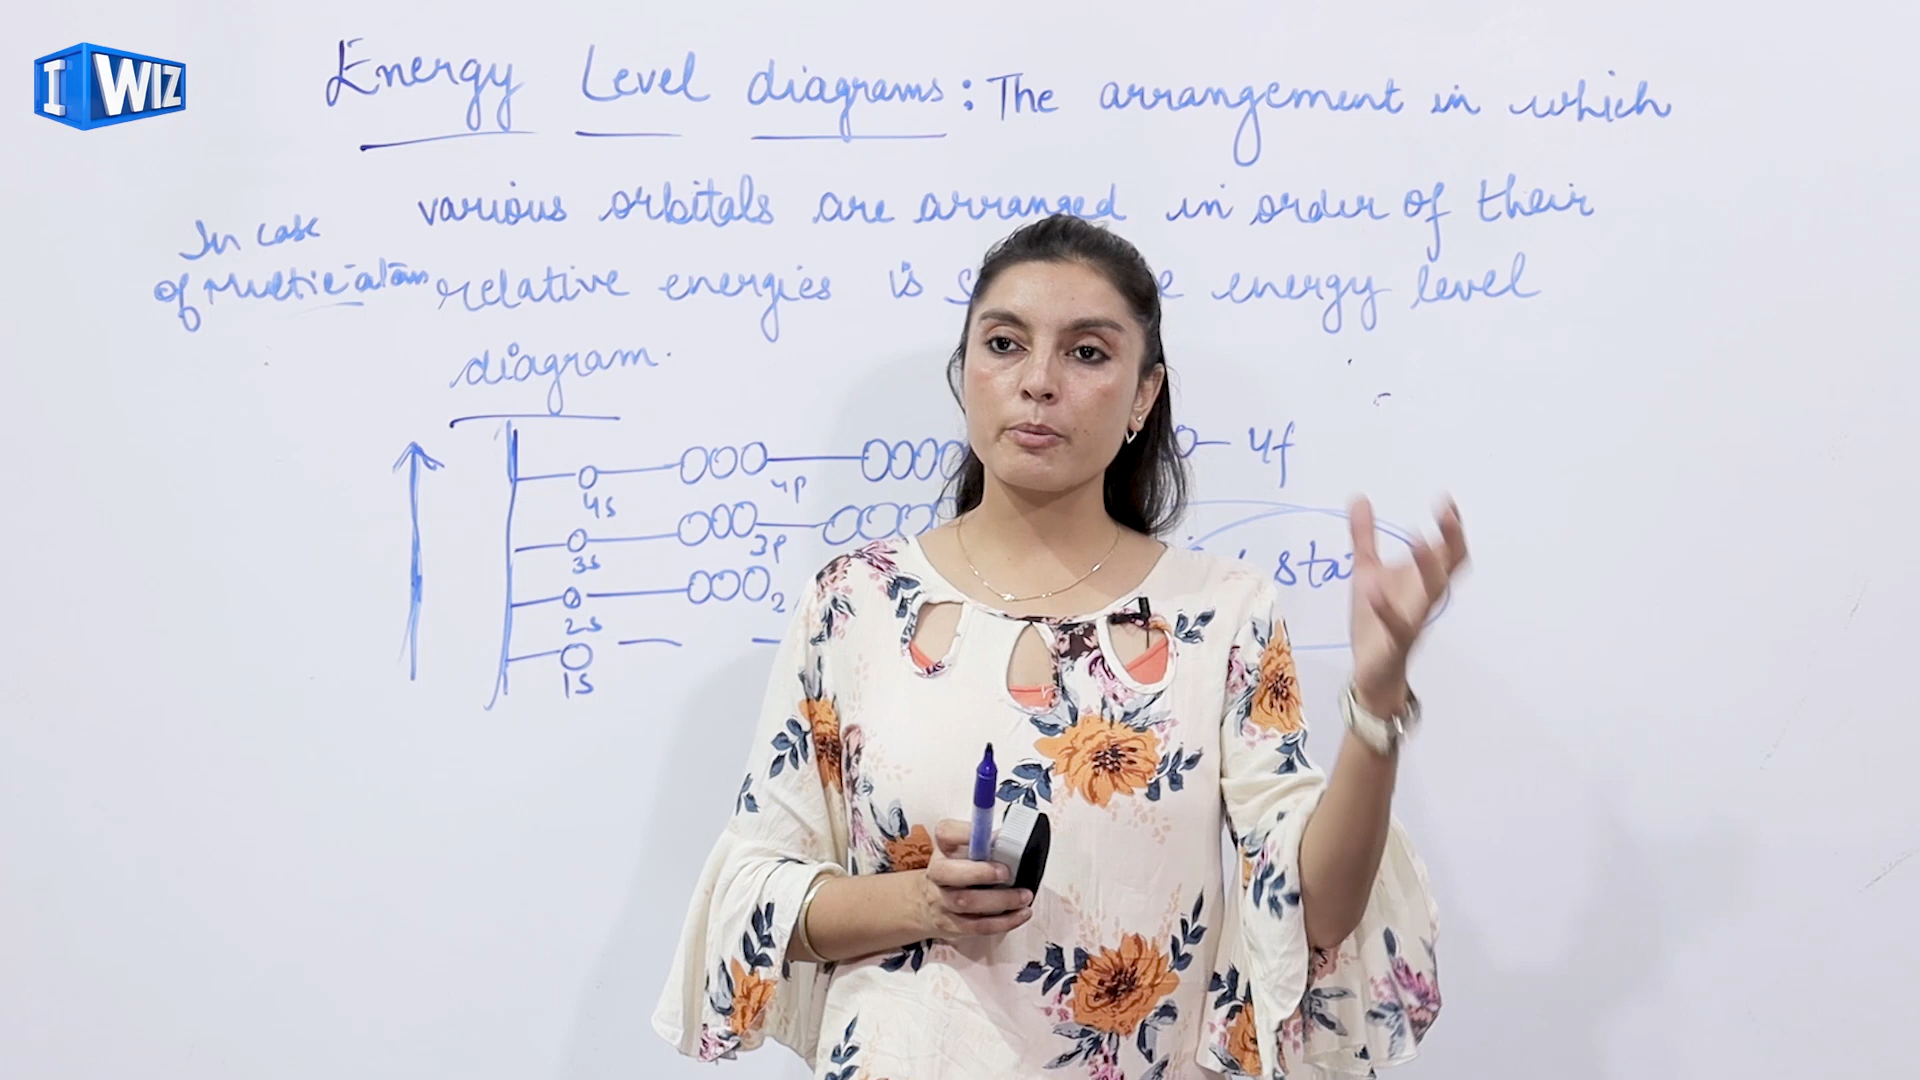 I WIZ
Energy Level diagrams : The arrangement in which
various orbitals are arranged in order of their
In case
of Multi e- atom
relative energies is energy level
diagram.
4s 4p 4f
3s 3p
2s 2
1s